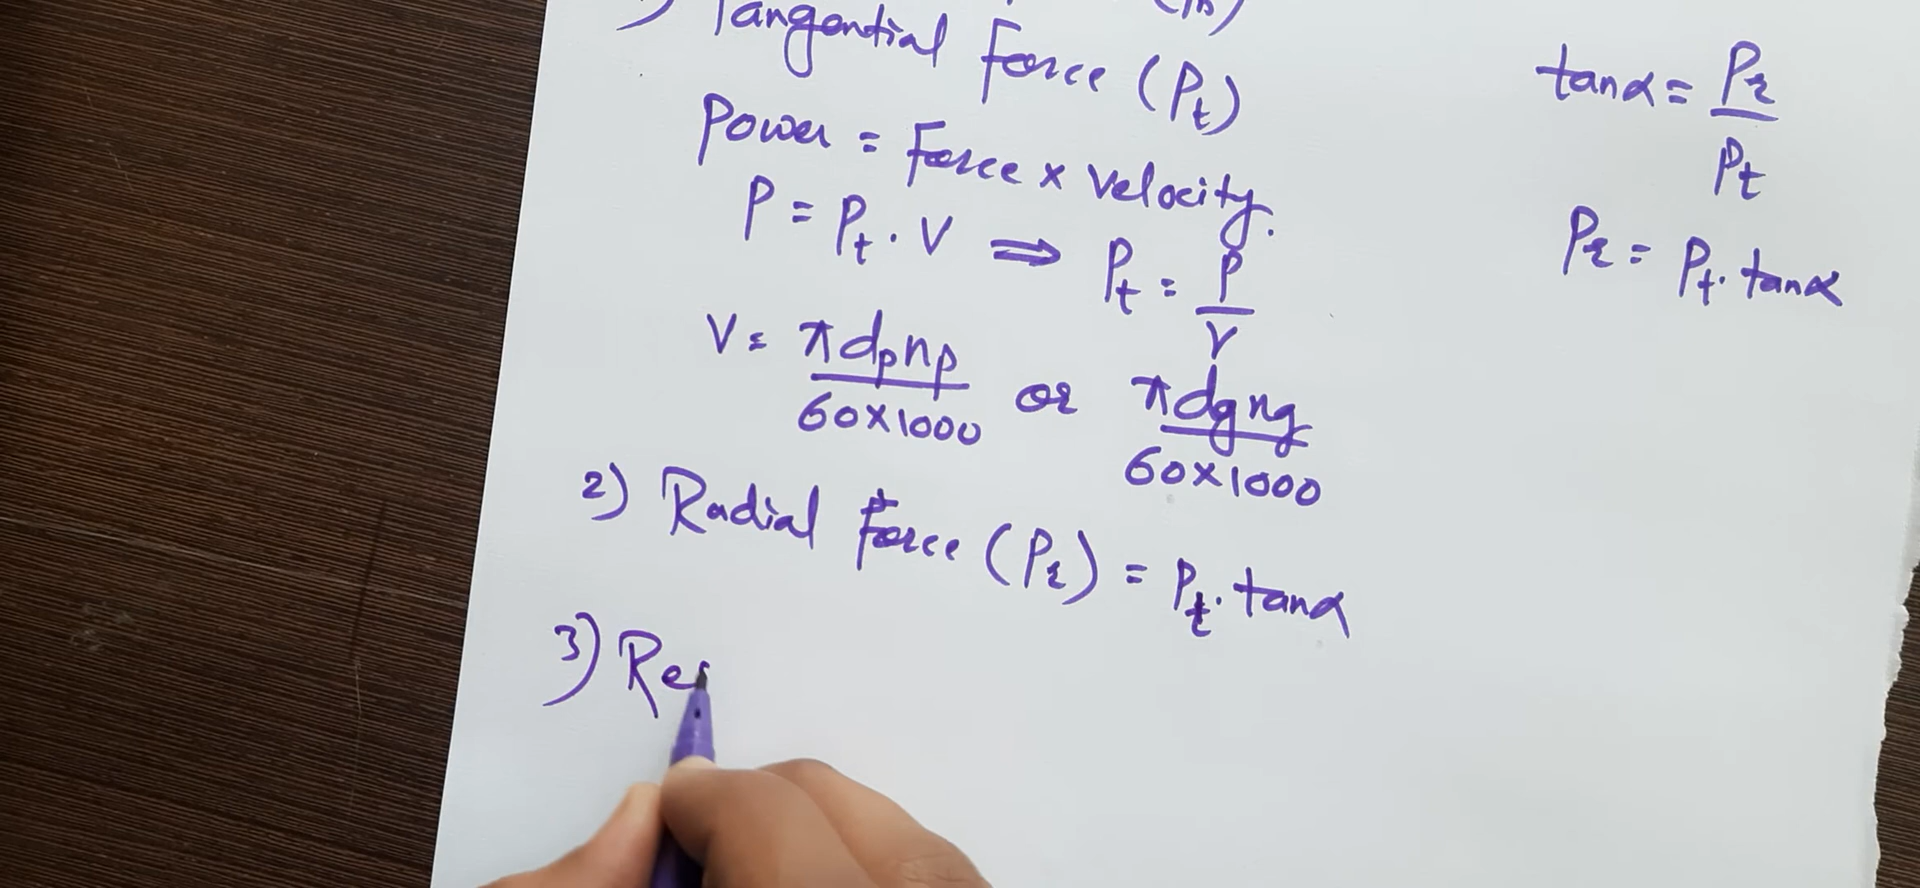 Tangential Force (Pt)
Power = Force x Velocity.
P = Pt . V ⟹ Pt = P/V
V = πdpnp/60x1000 or πdgng/60x1000
2) Radial Force (Pr) = Pt. tanα
3) Res
tanα = Pr/Pt
Pr = Pt. tanα